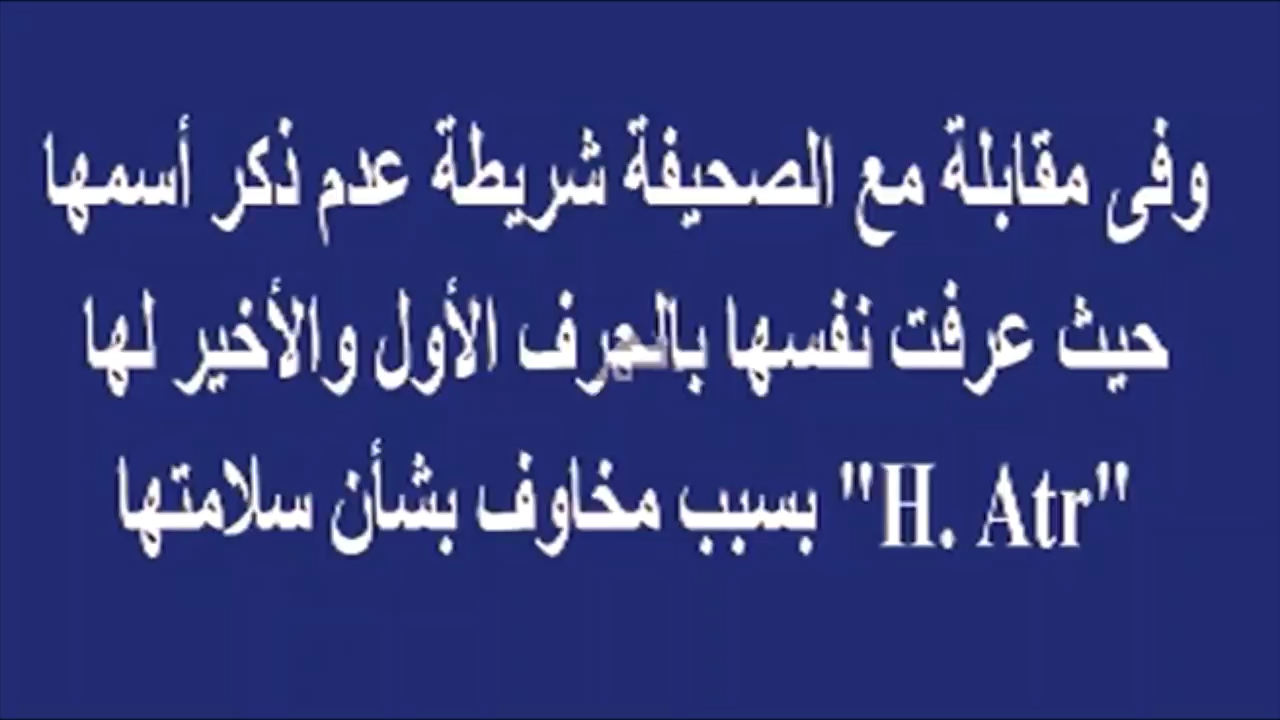 وفى مقابلة مع الصحيفة شريطة عدم ذكر أسمها
حيث عرفت نفسها بالحرف الأول والأخير لها
"H. Atr" بسبب مخاوف بشأن سلامتها